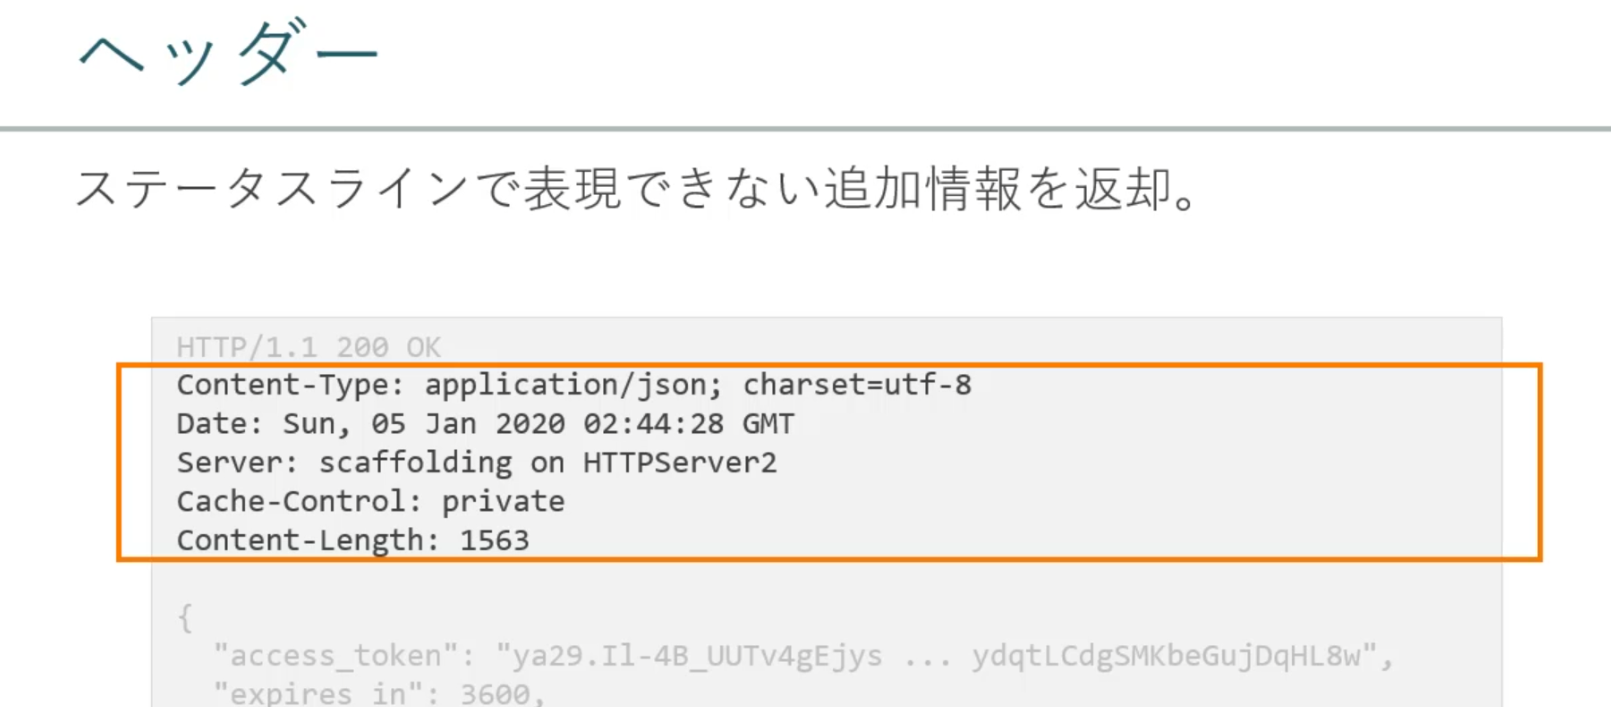 ヘッダー
ステータスラインで表現できない追加情報を返却。
HTTP/1.1 200 OK
Content-Type: application/json; charset=utf-8
Date: Sun, 05 Jan 2020 02:44:28 GMT
Server: scaffolding on HTTPServer2
Cache-Control: private
Content-Length: 1563
{
"access_token": "ya29.Il-4B_UUTv4gEjys ... ydqtLCdgSMKbeGujDqHL8w",
"expires_in": 3600,